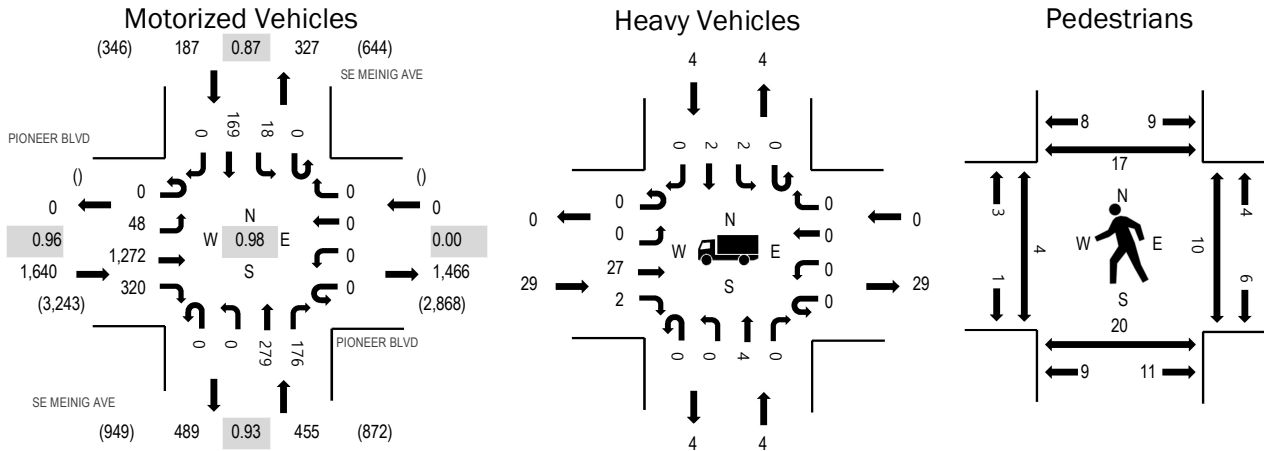 Motorized Vehicles
(346) 187 0.87 327 (644)
SE MEINIG AVE
PIONEER BLVD
0 169 18 0
() 0 0 ()
0 48 0 0
0.96 W N 0.98 E S 0 0.00
1,640 1,272 0 1,466
(3,243) 320 (2,868)
0 0 279 176
PIONEER BLVD
SE MEINIG AVE
(949) 489 0.93 455 (872)
Heavy Vehicles
4 4
0 2 2 0
0 0 0 0
0 N 0
W E
27 S 0
29 2 0 29
0 0 4 0
4 4
Pedestrians
8 9
17
3 4 N 10 4
W E
1 S 6
20
9 11